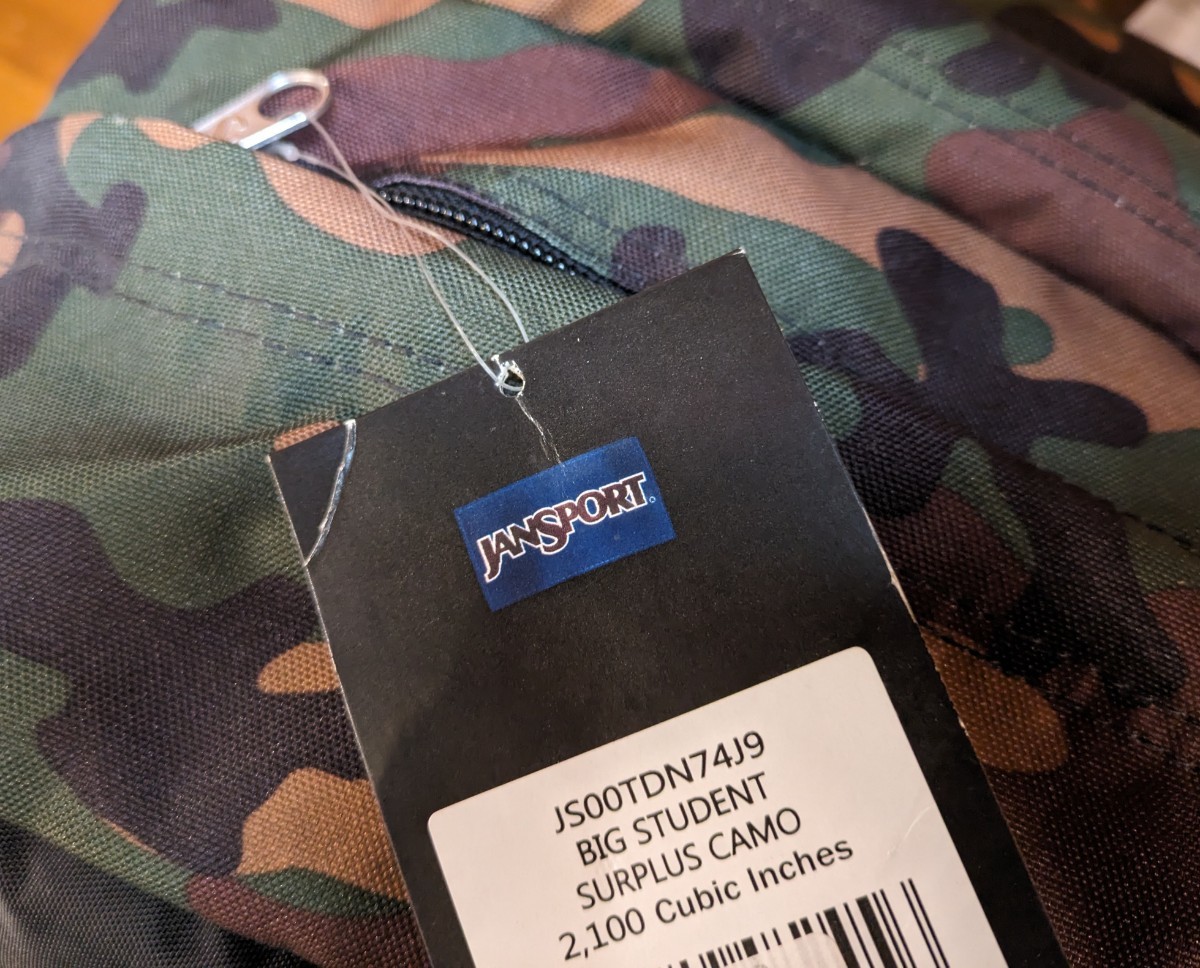 JANSPORT
JS00TDN74J9
BIG STUDENT
SURPLUS CAMO
2,100 Cubic Inches